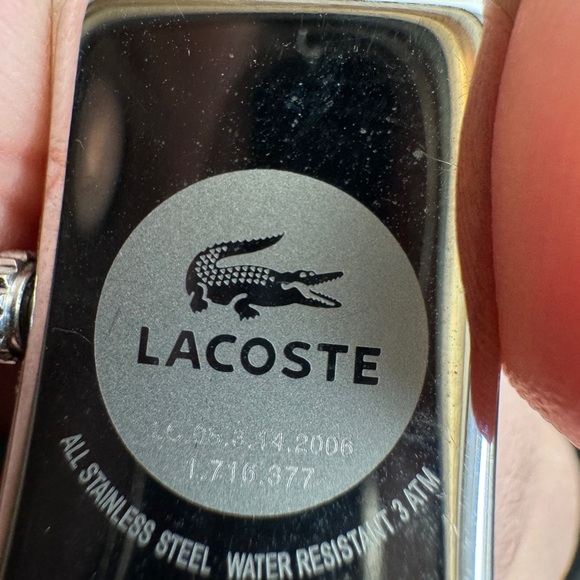 LACOSTE
LC.05.3.14.2006
1.716.377
ALL STAINLESS STEEL WATER RESISTANT 3 ATM